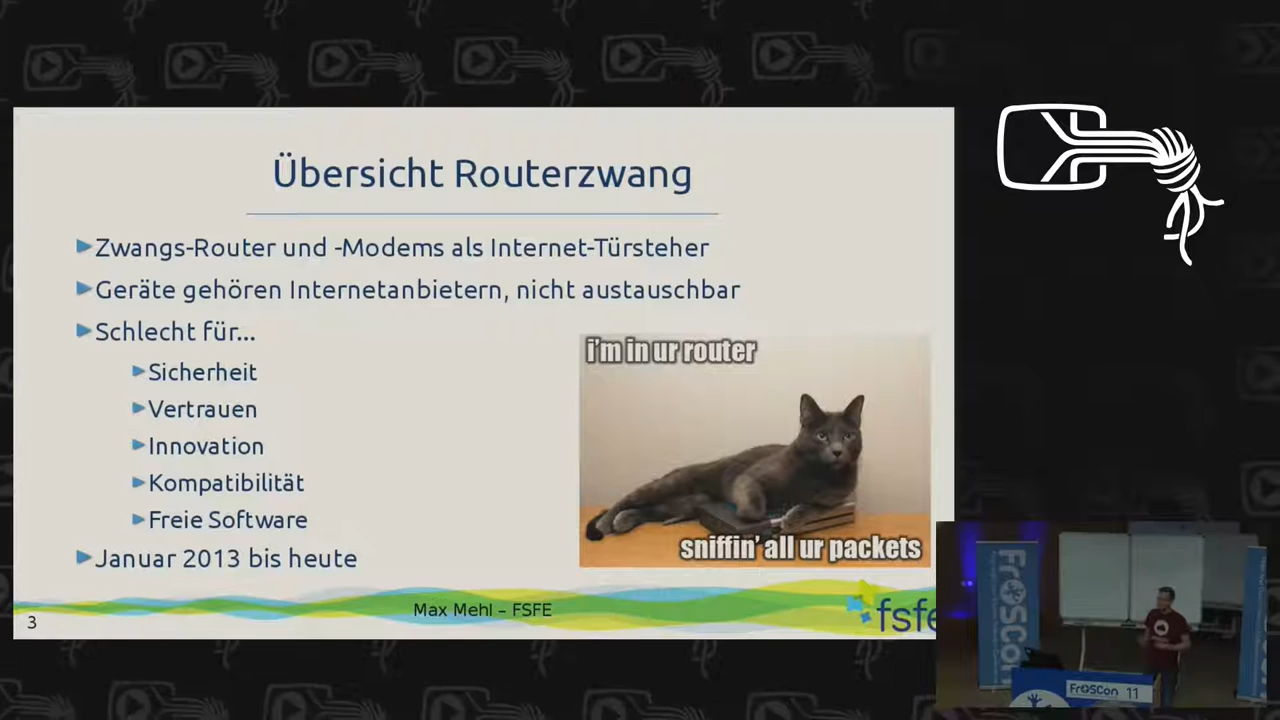 Übersicht Routerzwang
Zwangs-Router und -Modems als Internet-Türsteher
Geräte gehören Internetanbietern, nicht austauschbar
Schlecht für...
Sicherheit
Vertrauen
Innovation
Kompatibilität
Freie Software
Januar 2013 bis heute
i'm in ur router
sniffin' all ur packets
Max Mehl – FSFE
3
fsfe
FrOSCon
FrOSCon 11